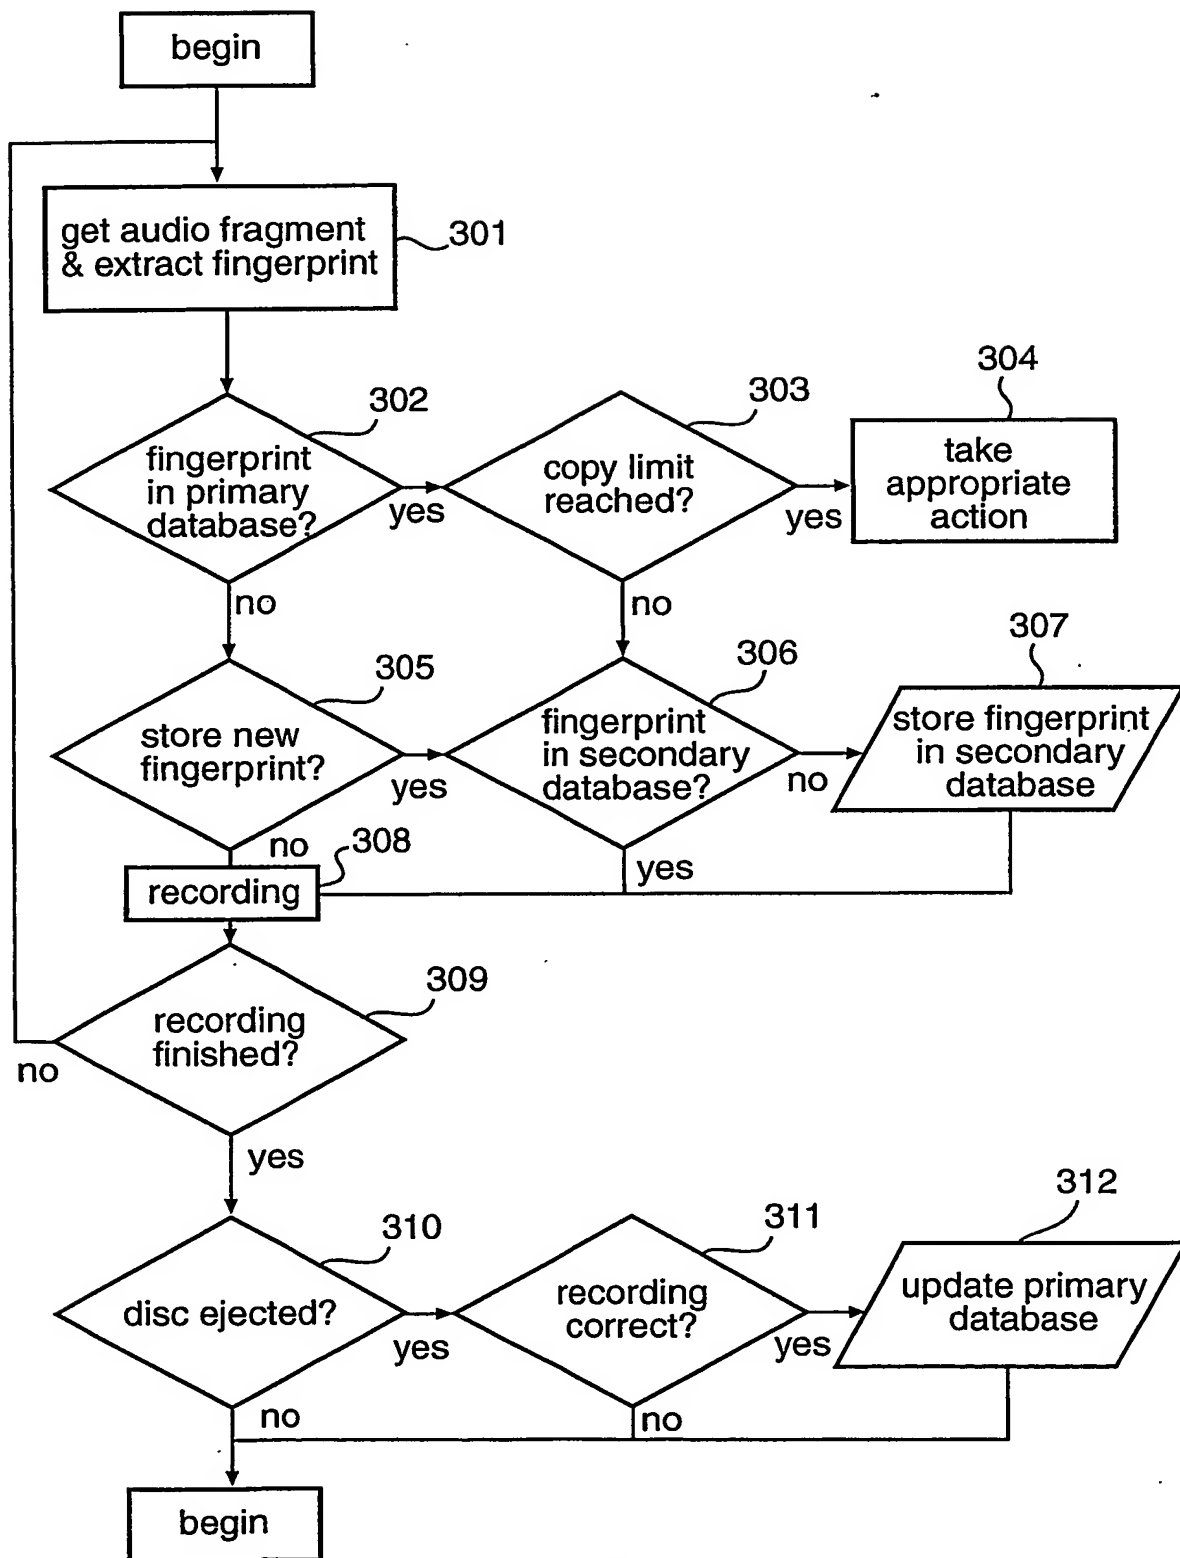 begin
get audio fragment
& extract fingerprint
301
302
303
304
fingerprint
in primary
database?
yes
copy limit
reached?
yes
take
appropriate
action
no
no
305
306
307
store new
fingerprint?
yes
fingerprint
in secondary
database?
no
store fingerprint
in secondary
database
no
308
yes
recording
309
recording
finished?
no
yes
310
311
312
disc ejected?
yes
recording
correct?
yes
update primary
database
no
no
begin